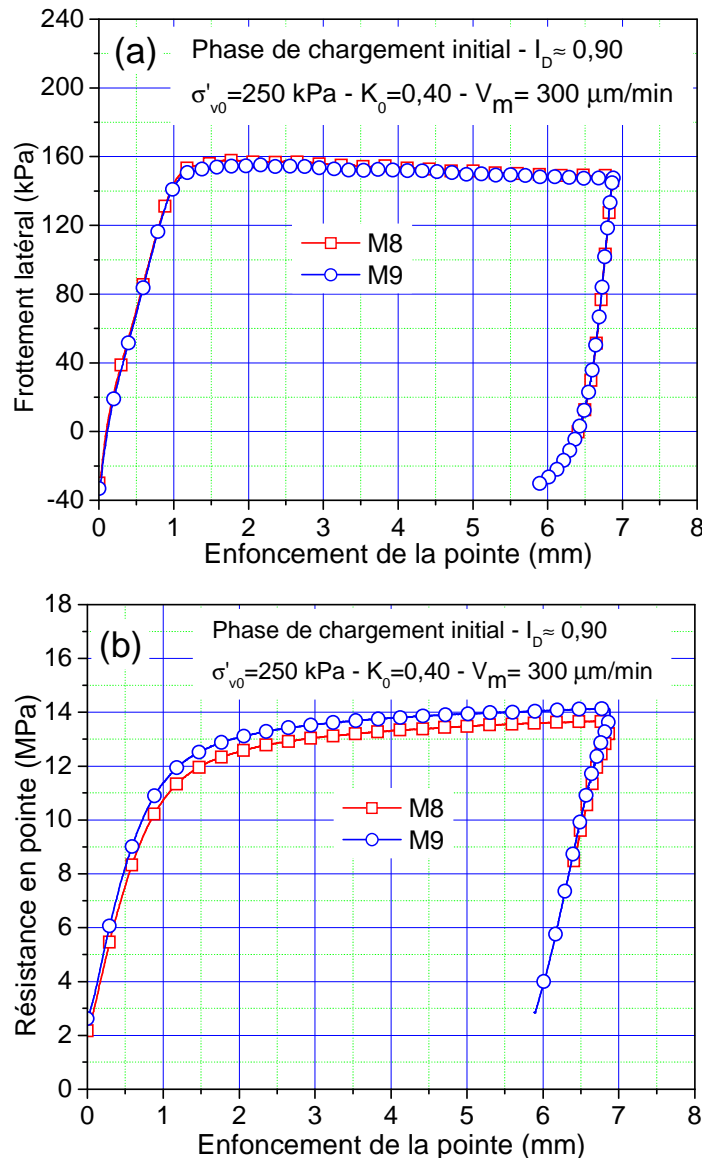 (a)
Phase de chargement initial - I_D ≈ 0,90
σ'_v0=250 kPa - K_0=0,40 - V_m= 300 µm/min
Frottement latéral (kPa)
240
200
160
120
80
40
0
-40
M8
M9
0 1 2 3 4 5 6 7 8
Enfoncement de la pointe (mm)
(b)
Phase de chargement initial - I_D ≈ 0,90
σ'_v0=250 kPa - K_0=0,40 - V_m= 300 µm/min
Résistance en pointe (MPa)
18
16
14
12
10
8
6
4
2
0
M8
M9
0 1 2 3 4 5 6 7 8
Enfoncement de la pointe (mm)